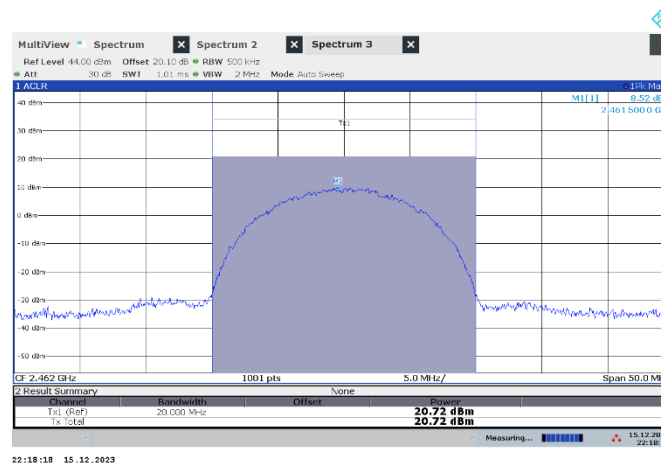 MultiView Spectrum X Spectrum 2 X Spectrum 3 X
Ref Level 44.00 dBm Offset 20.10 dB RBW 500 kHz
Att 30 dB SWT 1.01 ms VBW 2 MHz Mode Auto Sweep
1 ACLR 1Pk Ma
M1[1] 8.52 dB
2.461500 0 G
40 dBm
Tx1
30 dBm
20 dBm
M1
10 dBm
0 dBm
-10 dBm
-20 dBm
-30 dBm
-40 dBm
-50 dBm
CF 2.462 GHz 1001 pts 5.0 MHz/ Span 50.0 MH
2 Result Summary None
Channel Bandwidth Offset Power
Tx1 (Ref) 20.000 MHz 20.72 dBm
Tx Total 20.72 dBm
Measuring... 15.12.20
22:18:
22:18:18 15.12.2023